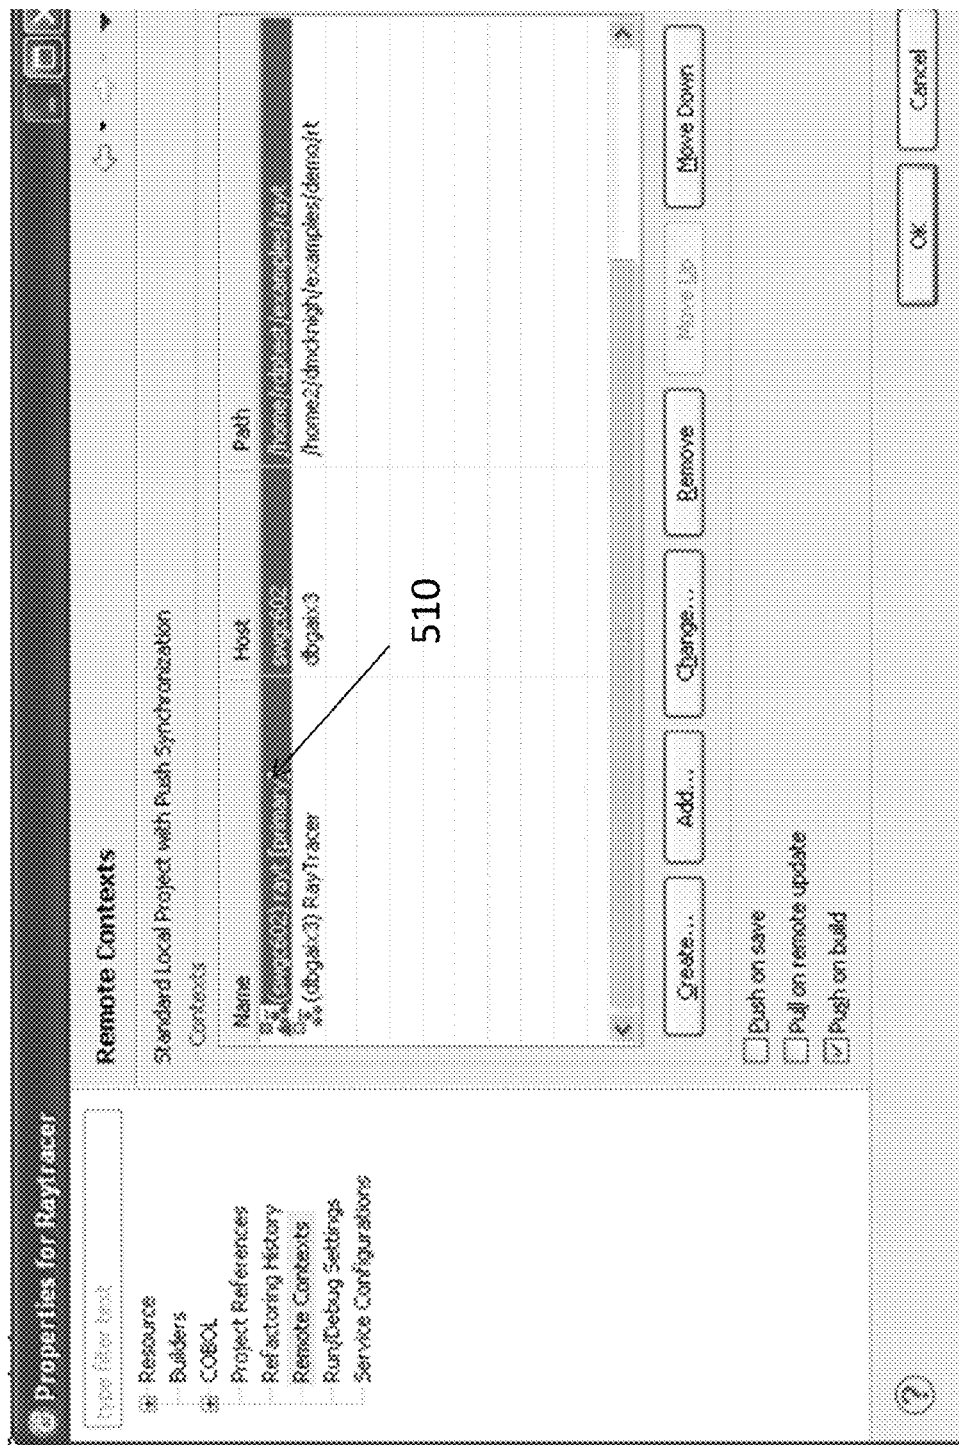 Properties for Raytracer
type filter text
Resource
Builders
COBOL
Project References
Refactoring History
Remote Contexts
Run/Debug Settings
Service Configurations
Remote Contexts
Standard Local Project with Push Synchronization
Contexts
Name Host Path
(dbgaix3) RayTracer dbgaix3 /home2/dmcknigh/examples/demo/rt
510
Create... Add... Change... Remove Move Up Move Down
Push on save
Pull on remote update
Push on build
OK Cancel